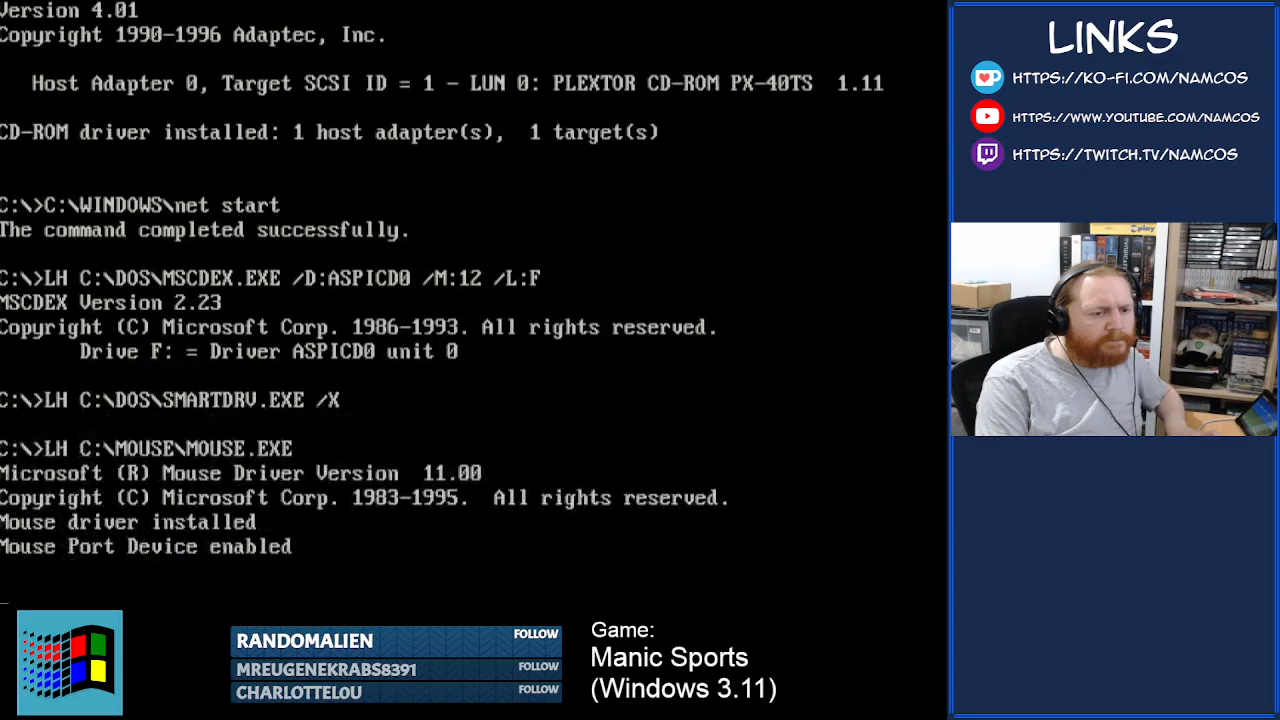 Version 4.01
Copyright 1990-1996 Adaptec, Inc.
Host Adapter 0, Target SCSI ID = 1 - LUN 0: PLEXTOR CD-ROM PX-40TS 1.11
CD-ROM driver installed: 1 host adapter(s), 1 target(s)
C:\>C:\WINDOWS\net start
The command completed successfully.
C:\>LH C:\DOS\MSCDEX.EXE /D:ASPICD0 /M:12 /L:F
MSCDEX Version 2.23
Copyright (C) Microsoft Corp. 1986-1993. All rights reserved.
Drive F: = Driver ASPICD0 unit 0
C:\>LH C:\DOS\SMARTDRV.EXE /X
C:\>LH C:\MOUSE\MOUSE.EXE
Microsoft (R) Mouse Driver Version 11.00
Copyright (C) Microsoft Corp. 1983-1995. All rights reserved.
Mouse driver installed
Mouse Port Device enabled
LINKS
HTTPS://KO-FI.COM/NAMCOS
HTTPS://WWW.YOUTUBE.COM/NAMCOS
HTTPS://TWITCH.TV/NAMCOS
RANDOMALIEN FOLLOW
MREUGENEKRABS8391 FOLLOW
CHARLOTTEL0U FOLLOW
Game:
Manic Sports
(Windows 3.11)